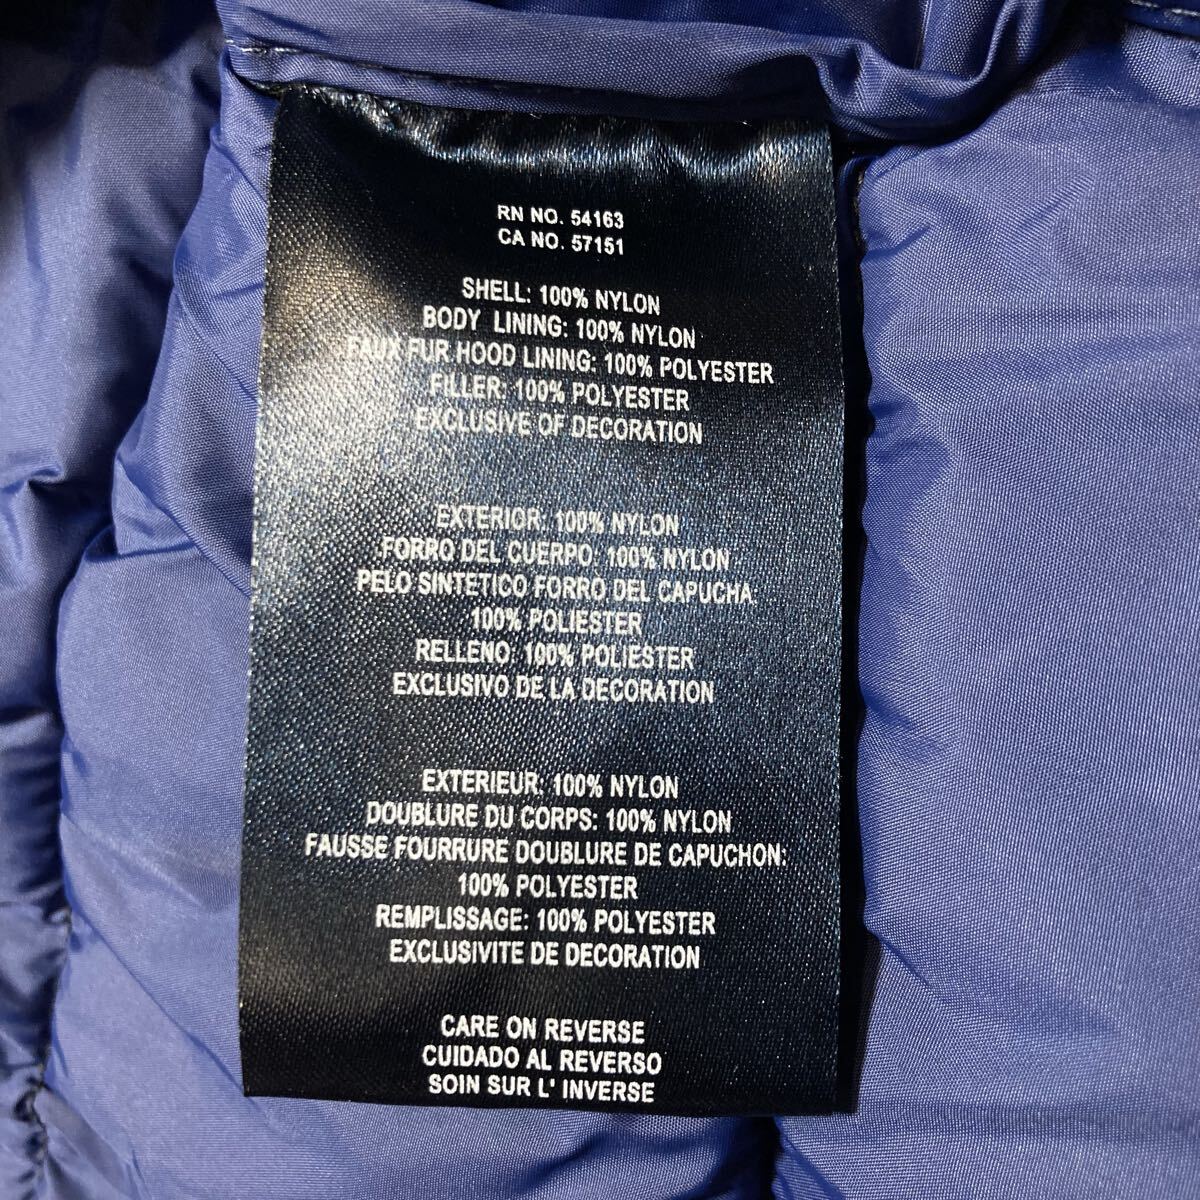 RN NO. 54163
CA NO. 57151
SHELL: 100% NYLON
BODY LINING: 100% NYLON
FAUX FUR HOOD LINING: 100% POLYESTER
FILLER: 100% POLYESTER
EXCLUSIVE OF DECORATION
EXTERIOR: 100% NYLON
FORRO DEL CUERPO: 100% NYLON
PELO SINTETICO FORRO DEL CAPUCHA:
100% POLIESTER
RELLENO: 100% POLIESTER
EXCLUSIVO DE LA DECORATION
EXTERIEUR: 100% NYLON
DOUBLURE DU CORPS: 100% NYLON
FAUSSE FOURRURE DOUBLURE DE CAPUCHON:
100% POLYESTER
REMPLISSAGE: 100% POLYESTER
EXCLUSIVITE DE DECORATION
CARE ON REVERSE
CUIDADO AL REVERSO
SOIN SUR L' INVERSE